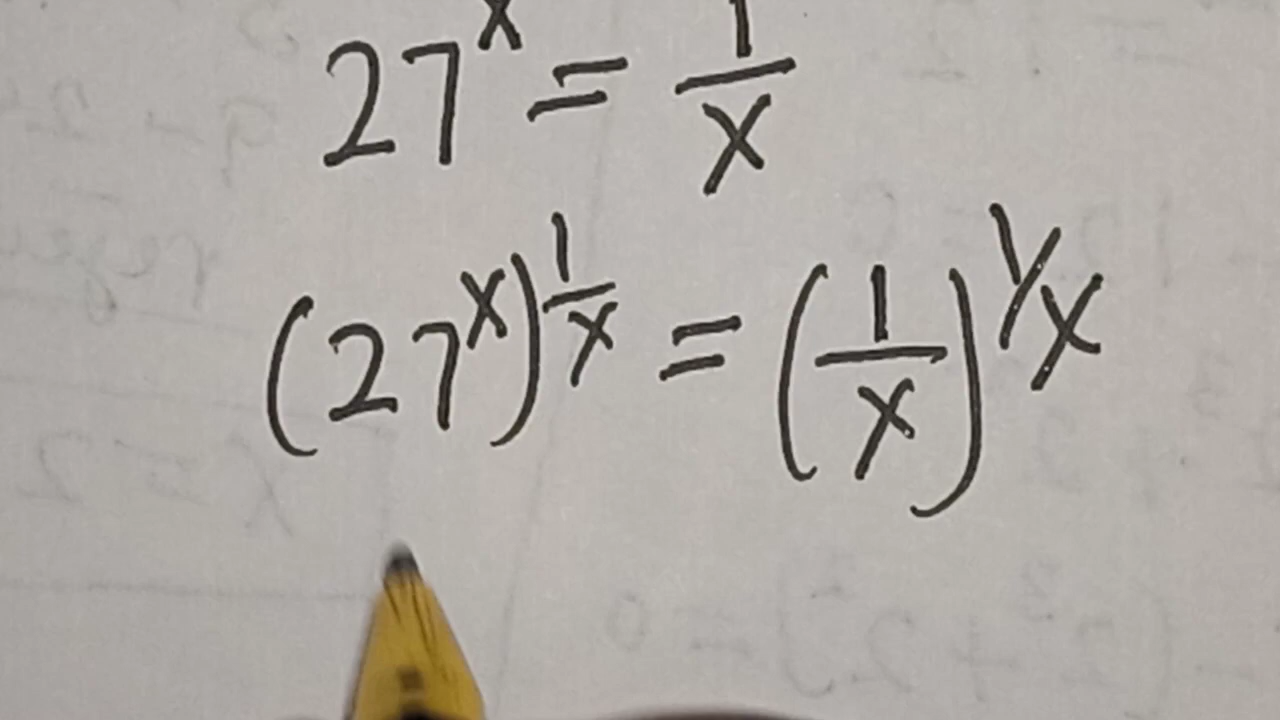 27^x = 1/x
(27^x)^(1/x) = (1/x)^(1/x)